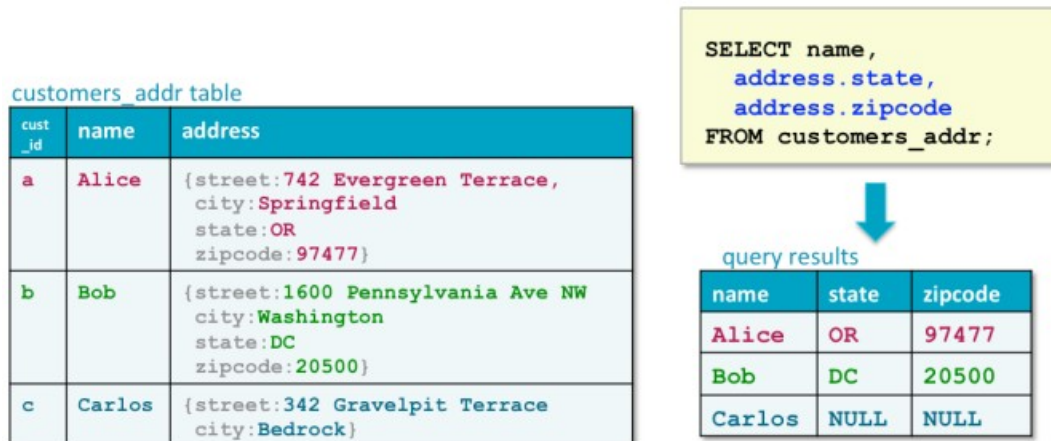 customers_addr table
cust_id name address
a Alice {street:742 Evergreen Terrace,
city:Springfield
state:OR
zipcode:97477}
b Bob {street:1600 Pennsylvania Ave NW
city:Washington
state:DC
zipcode:20500}
c Carlos {street:342 Gravelpit Terrace
city:Bedrock}
SELECT name,
address.state,
address.zipcode
FROM customers_addr;
query results
name state zipcode
Alice OR 97477
Bob DC 20500
Carlos NULL NULL